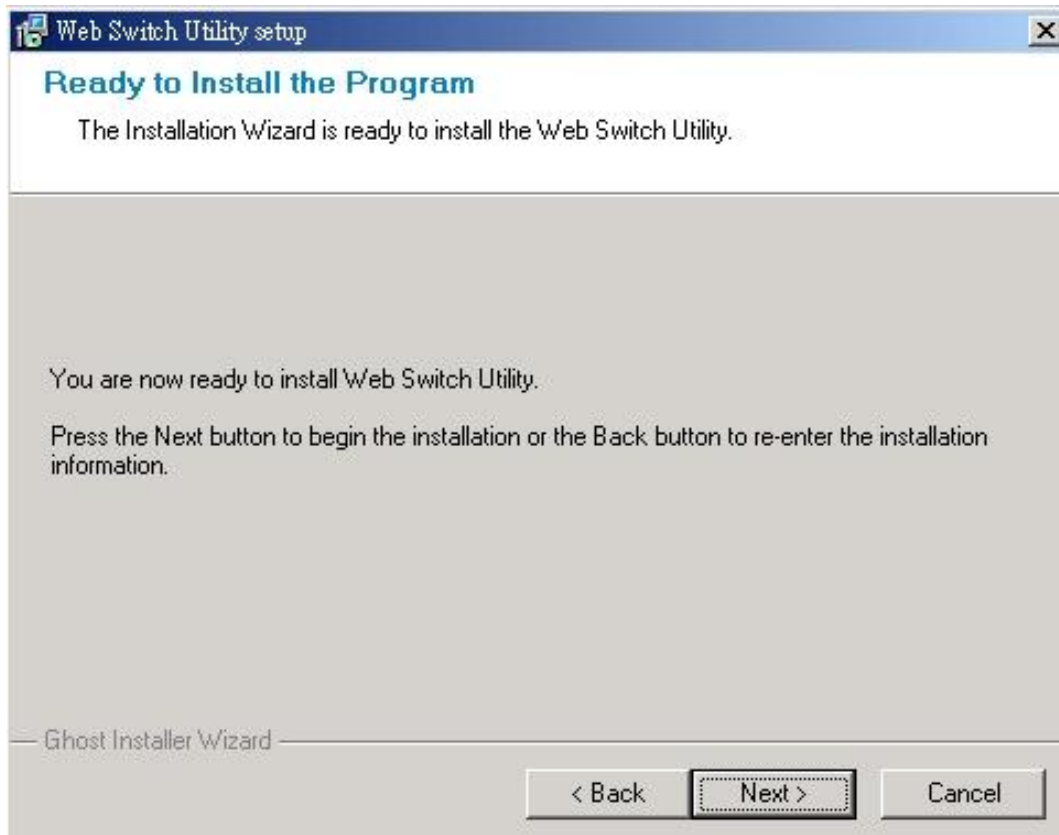 Web Switch Utility setup
Ready to Install the Program
The Installation Wizard is ready to install the Web Switch Utility.
You are now ready to install Web Switch Utility.
Press the Next button to begin the installation or the Back button to re-enter the installation
information.
Ghost Installer Wizard
< Back
Next >
Cancel